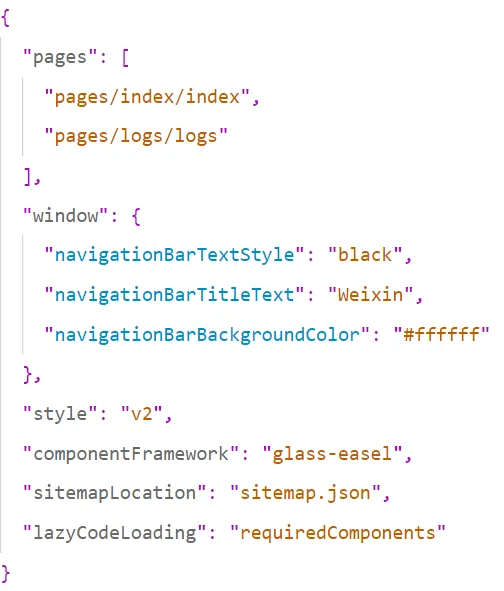 {
  "pages": [
    "pages/index/index",
    "pages/logs/logs"
  ],
  "window": {
    "navigationBarTextStyle": "black",
    "navigationBarTitleText": "Weixin",
    "navigationBarBackgroundColor": "#ffffff"
  },
  "style": "v2",
  "componentFramework": "glass-easel",
  "sitemapLocation": "sitemap.json",
  "lazyCodeLoading": "requiredComponents"
}